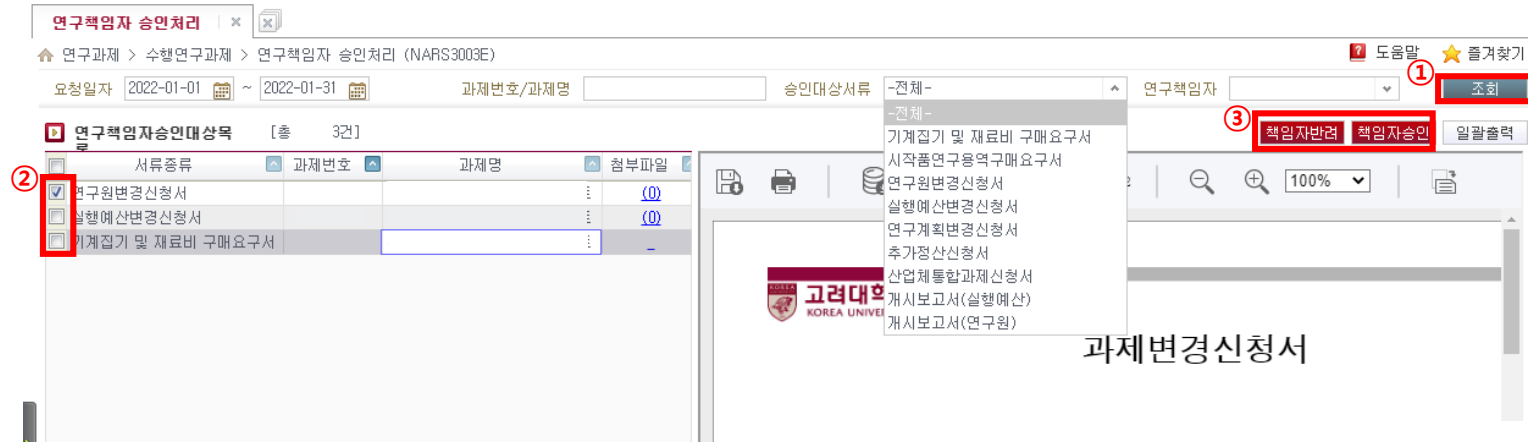 연구책임자 승인처리
연구과제 > 수행연구과제 > 연구책임자 승인처리 (NARS3003E)
도움말 즐겨찾기
요청일자 2022-01-01 ~ 2022-01-31 과제번호/과제명 승인대상서류 -전체- 연구책임자 ① 조회
연구책임자승인대상목록 [총 3건]
③ 책임자반려 책임자승인 일괄출력
서류종류 과제번호 과제명 첨부파일
②
연구원변경신청서 (0)
실행예산변경신청서 (0)
기계집기 및 재료비 구매요구서
-전체-
기계집기 및 재료비 구매요구서
시작품연구용역구매요구서
연구원변경신청서
실행예산변경신청서
연구계획변경신청서
추가정산신청서
산업체통합과제신청서
개시보고서(실행예산)
개시보고서(연구원)
100%
KOREA
고려대학
KOREA UNIVE
과제변경신청서